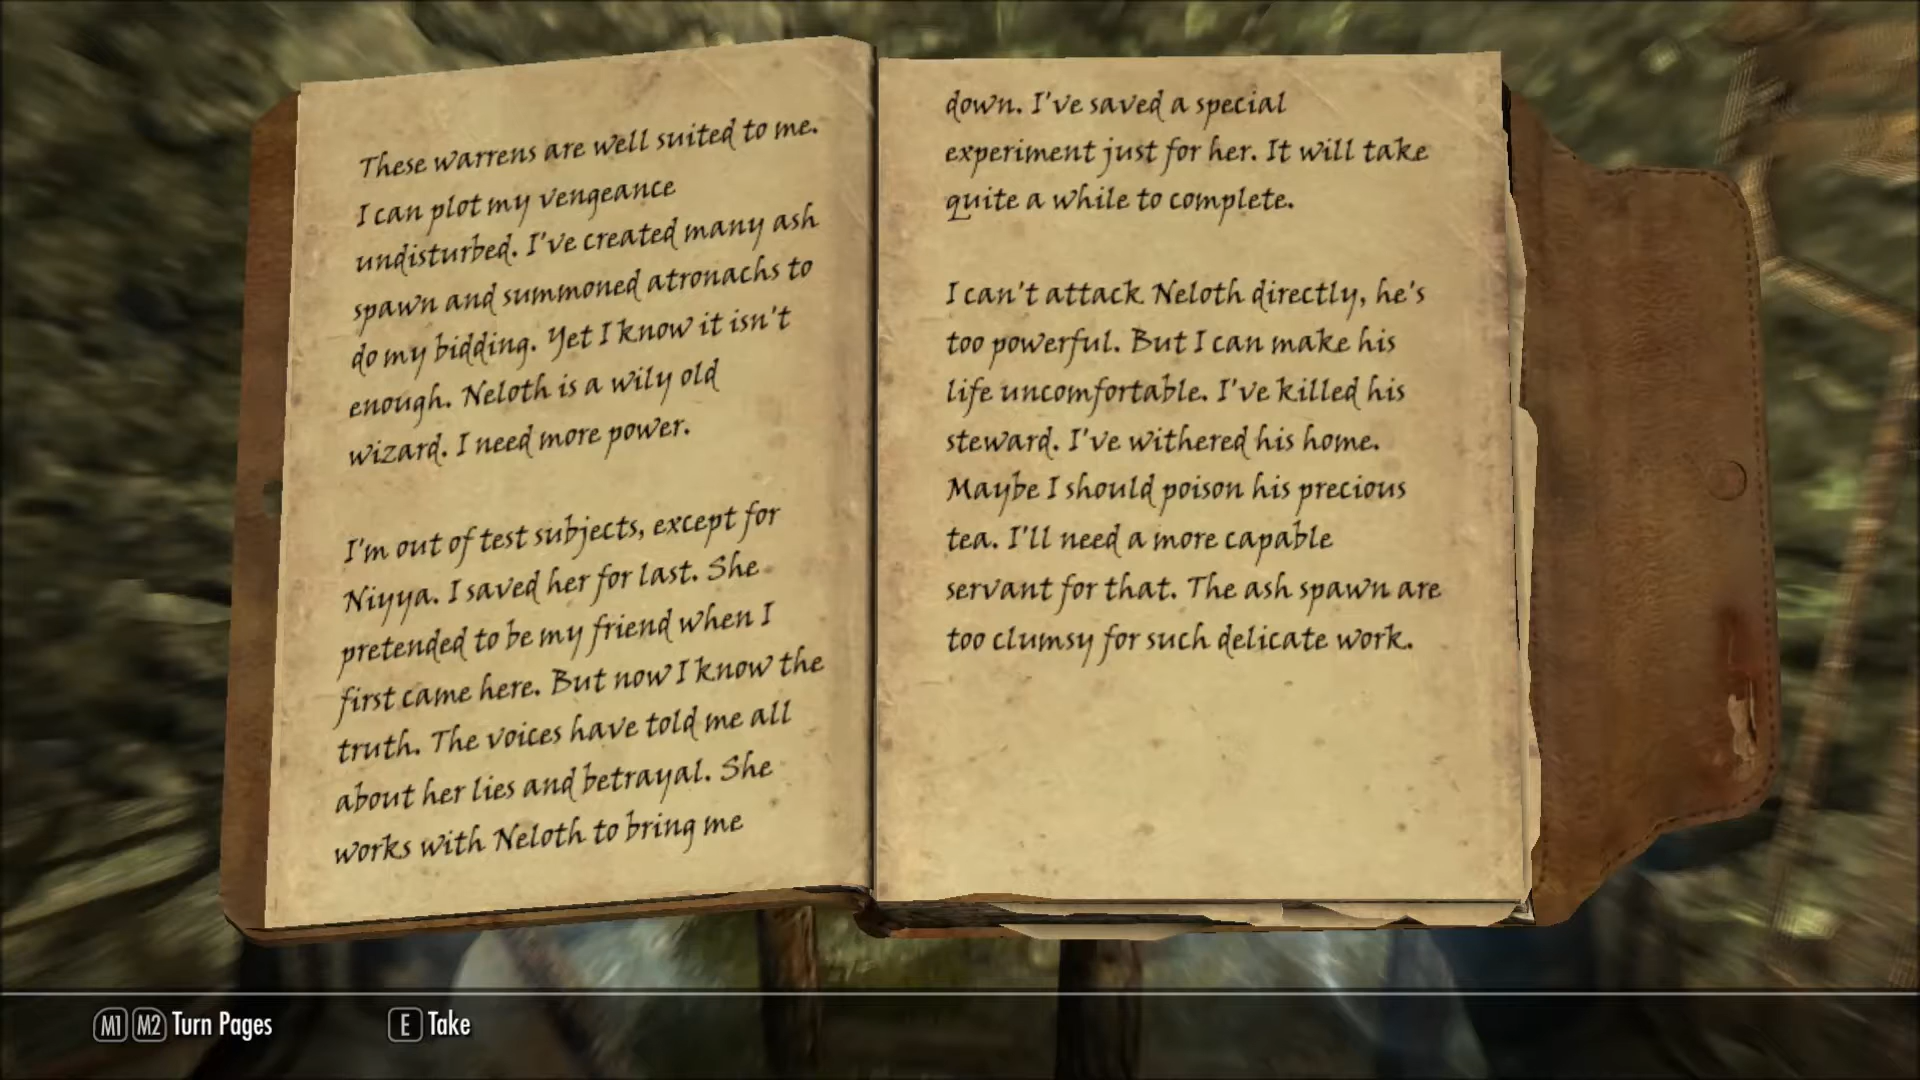 These warrens are well suited to me.
I can plot my vengeance
undisturbed. I've created many ash
spawn and summoned atronachs to
do my bidding. Yet I know it isn't
enough. Neloth is a wily old
wizard. I need more power.
I'm out of test subjects, except for
Niyya. I saved her for last. She
pretended to be my friend when I
first came here. But now I know the
truth. The voices have told me all
about her lies and betrayal. She
works with Neloth to bring me
down. I've saved a special
experiment just for her. It will take
quite a while to complete.
I can't attack Neloth directly, he's
too powerful. But I can make his
life uncomfortable. I've killed his
steward. I've withered his home.
Maybe I should poison his precious
tea. I'll need a more capable
servant for that. The ash spawn are
too clumsy for such delicate work.
M1 M2 Turn Pages
E Take